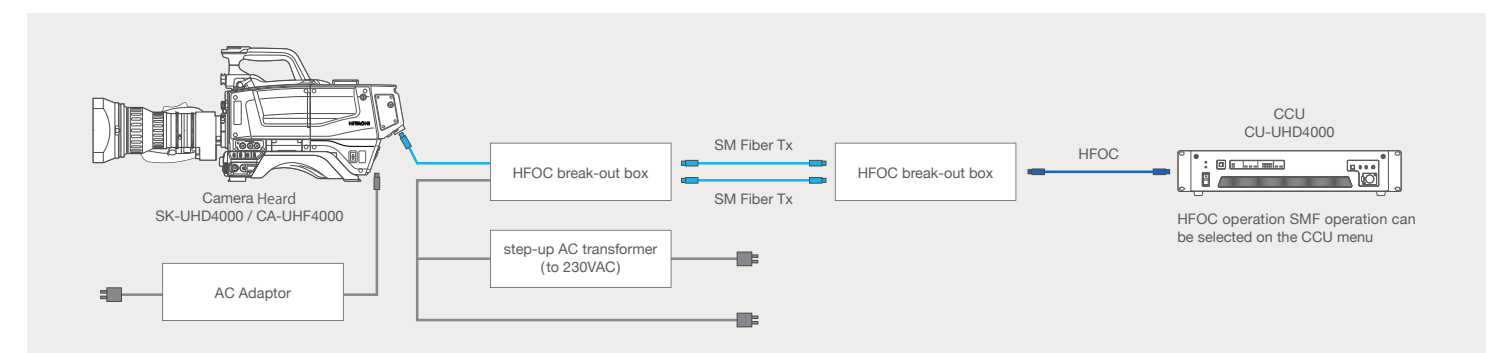 HITACHI
Camera Heard
SK-UHD4000 / CA-UHF4000
AC Adaptor
HFOC break-out box
step-up AC transformer
(to 230VAC)
SM Fiber Tx
SM Fiber Tx
HFOC break-out box
HFOC
CCU
CU-UHD4000
HFOC operation SMF operation can
be selected on the CCU menu